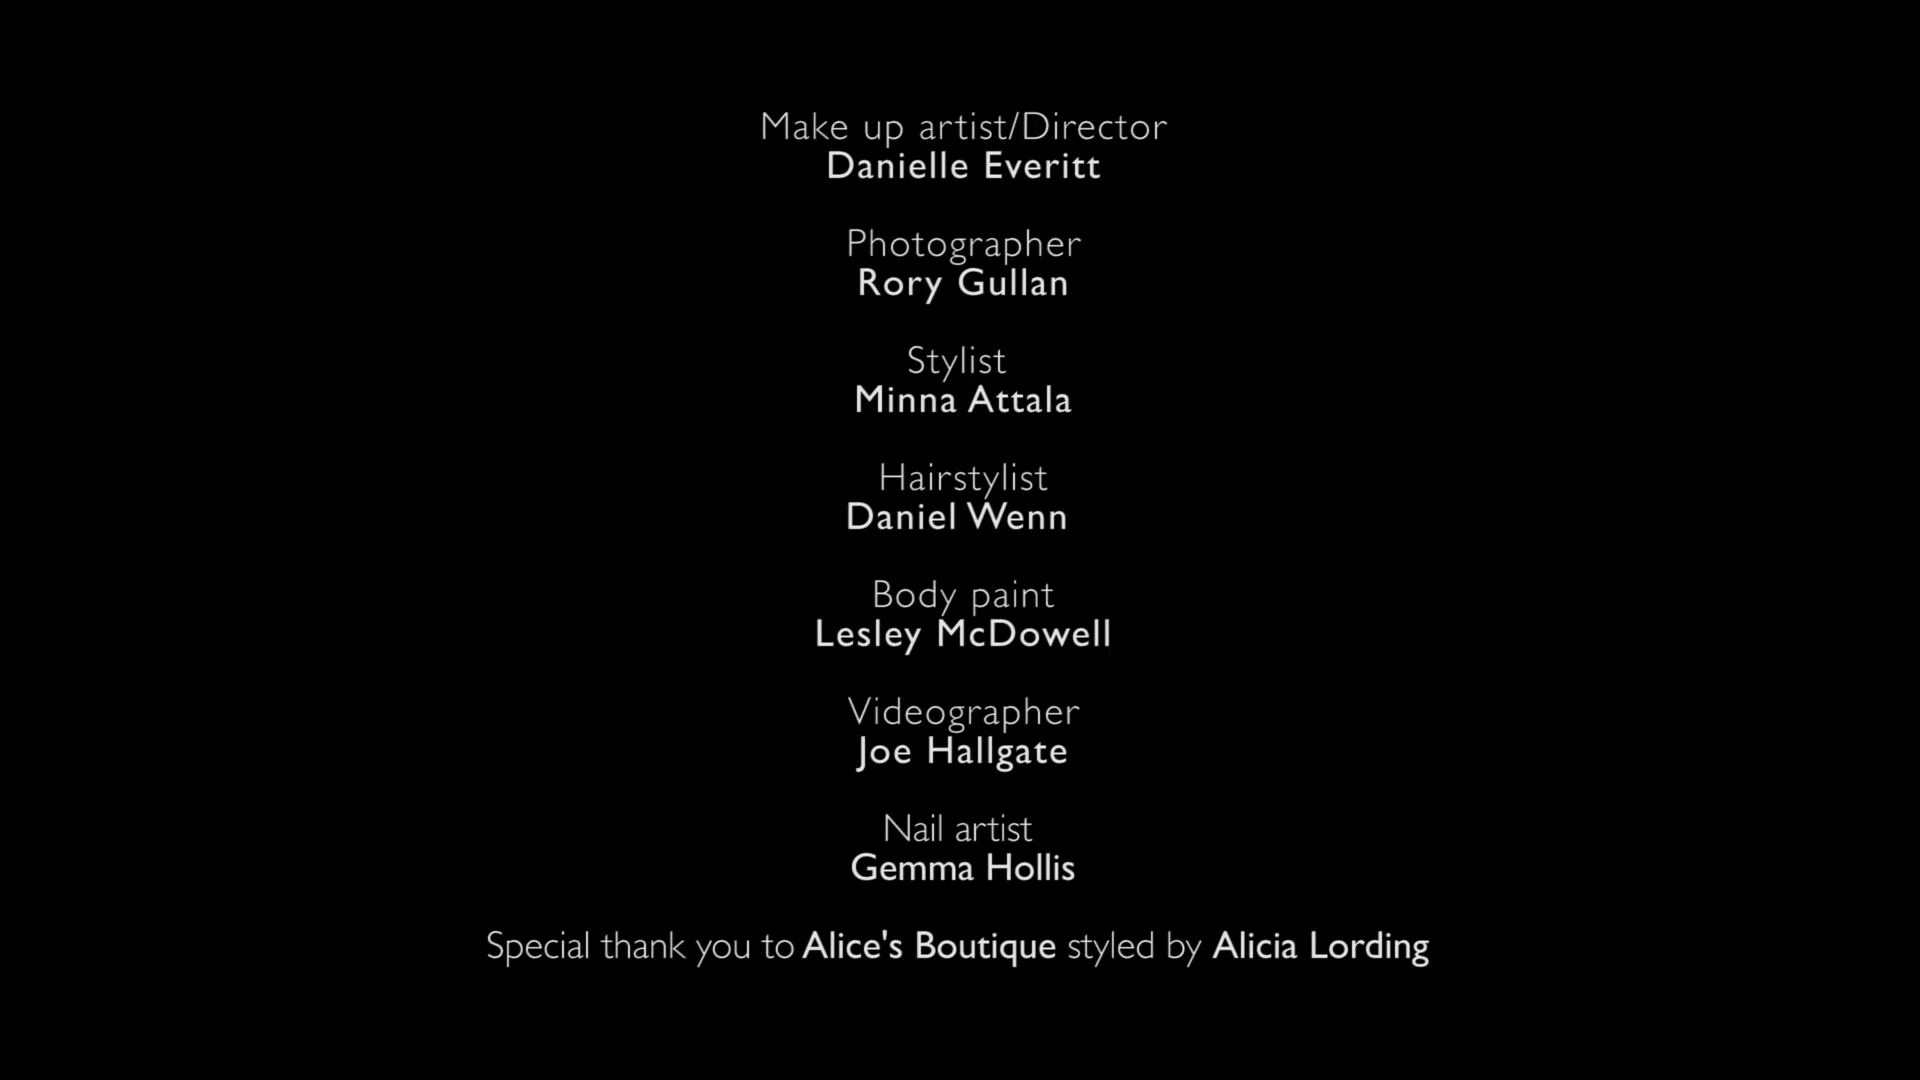 Make up artist/Director
Danielle Everitt
Photographer
Rory Gullan
Stylist
Minna Attala
Hairstylist
Daniel Wenn
Body paint
Lesley McDowell
Videographer
Joe Hallgate
Nail artist
Gemma Hollis
Special thank you to Alice's Boutique styled by Alicia Lording